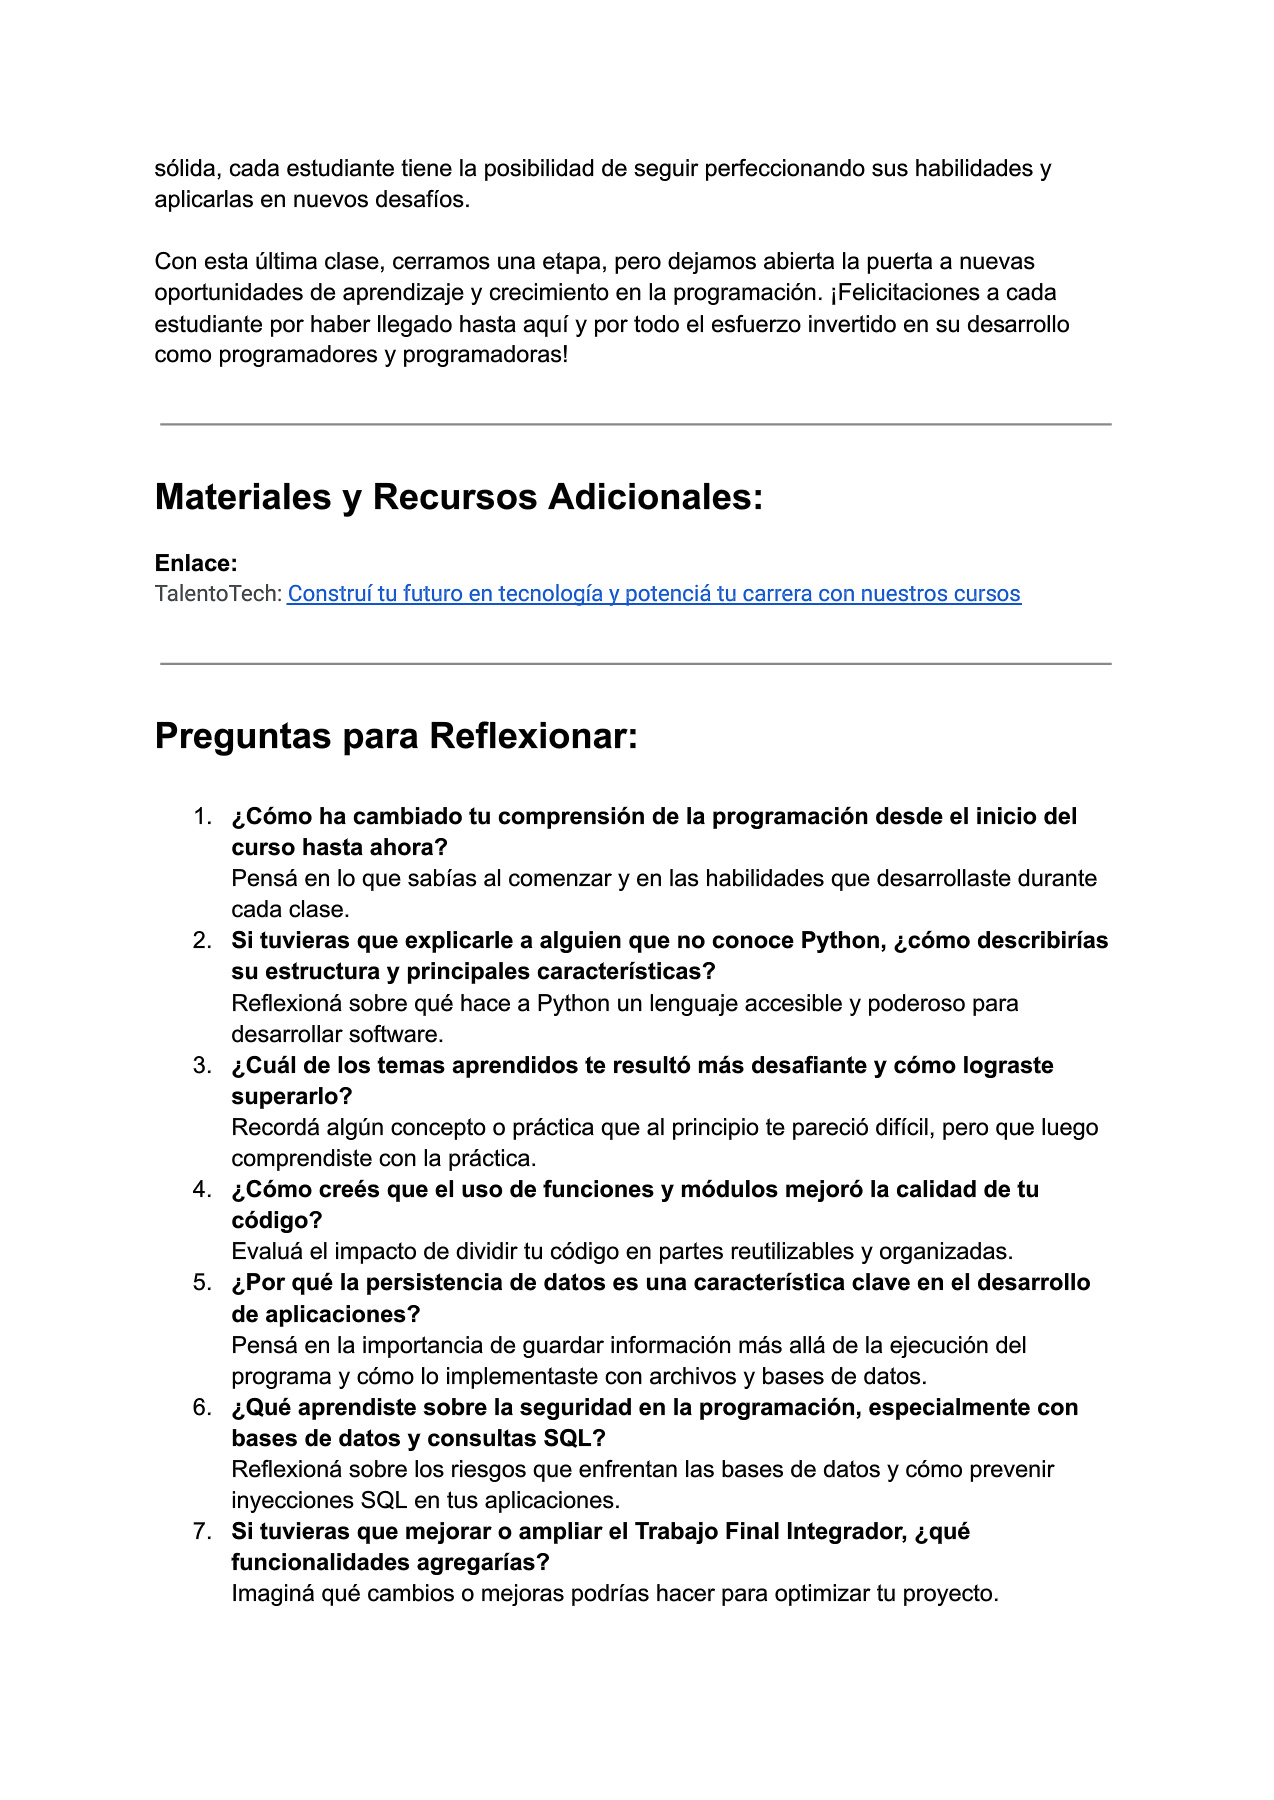 sólida, cada estudiante tiene la posibilidad de seguir perfeccionando sus habilidades y
aplicarlas en nuevos desafíos.
Con esta última clase, cerramos una etapa, pero dejamos abierta la puerta a nuevas
oportunidades de aprendizaje y crecimiento en la programación. ¡Felicitaciones a cada
estudiante por haber llegado hasta aquí y por todo el esfuerzo invertido en su desarrollo
como programadores y programadoras!
Materiales y Recursos Adicionales:
Enlace:
TalentoTech: Construí tu futuro en tecnología y potenciá tu carrera con nuestros cursos
Preguntas para Reflexionar:
1. ¿Cómo ha cambiado tu comprensión de la programación desde el inicio del
curso hasta ahora?
Pensá en lo que sabías al comenzar y en las habilidades que desarrollaste durante
cada clase.
2. Si tuvieras que explicarle a alguien que no conoce Python, ¿cómo describirías
su estructura y principales características?
Reflexioná sobre qué hace a Python un lenguaje accesible y poderoso para
desarrollar software.
3. ¿Cuál de los temas aprendidos te resultó más desafiante y cómo lograste
superarlo?
Recordá algún concepto o práctica que al principio te pareció difícil, pero que luego
comprendiste con la práctica.
4. ¿Cómo creés que el uso de funciones y módulos mejoró la calidad de tu
código?
Evaluá el impacto de dividir tu código en partes reutilizables y organizadas.
5. ¿Por qué la persistencia de datos es una característica clave en el desarrollo
de aplicaciones?
Pensá en la importancia de guardar información más allá de la ejecución del
programa y cómo lo implementaste con archivos y bases de datos.
6. ¿Qué aprendiste sobre la seguridad en la programación, especialmente con
bases de datos y consultas SQL?
Reflexioná sobre los riesgos que enfrentan las bases de datos y cómo prevenir
inyecciones SQL en tus aplicaciones.
7. Si tuvieras que mejorar o ampliar el Trabajo Final Integrador, ¿qué
funcionalidades agregarías?
Imaginá qué cambios o mejoras podrías hacer para optimizar tu proyecto.